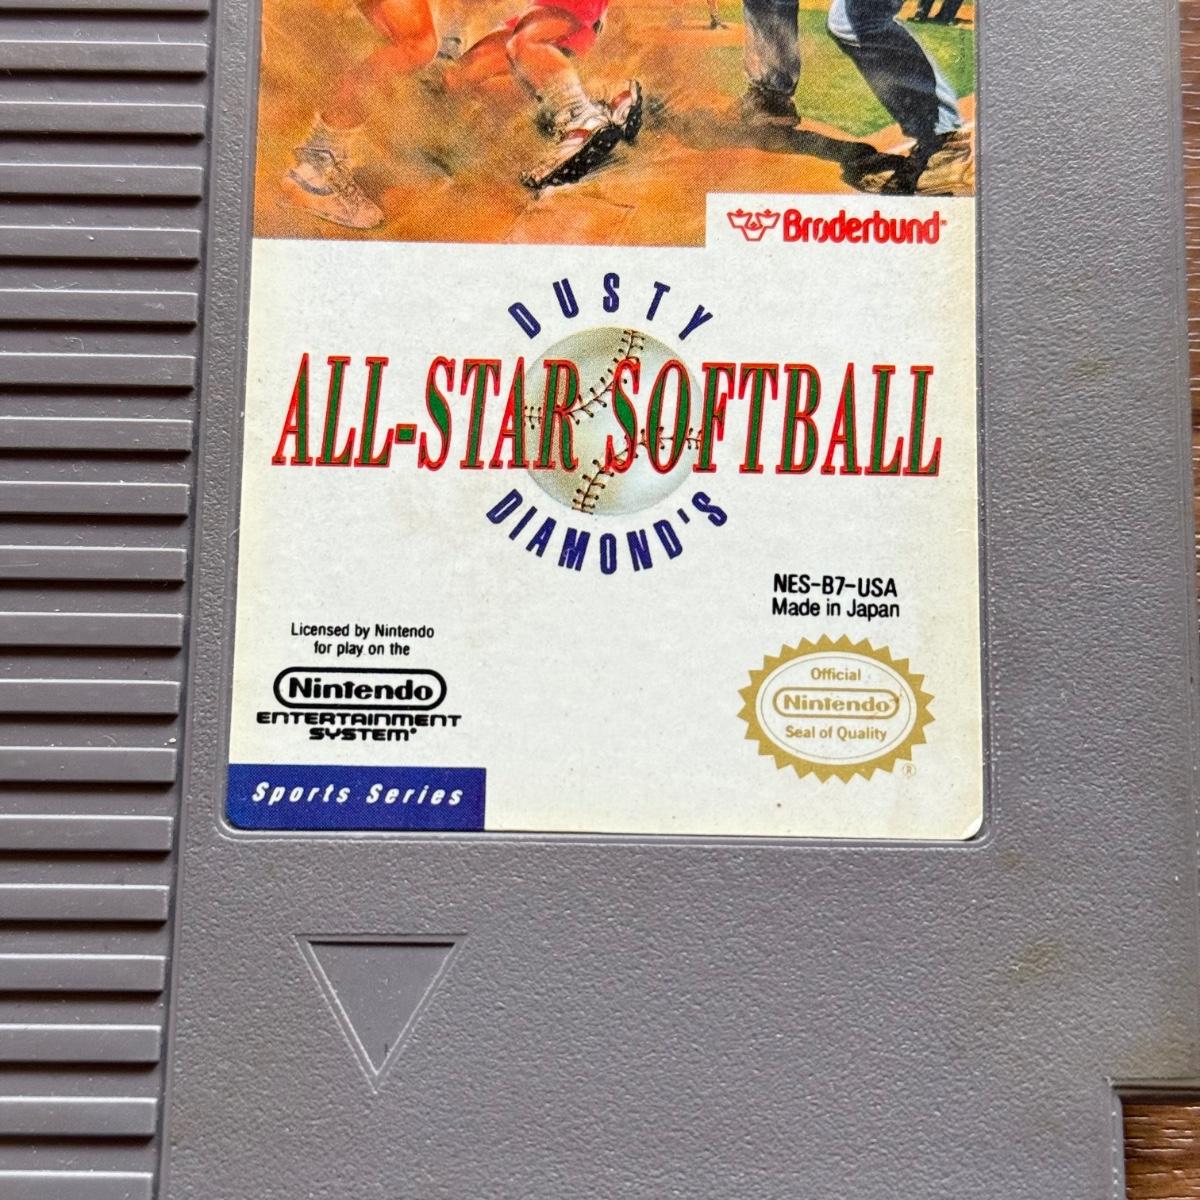 Brøderbund™
DUSTY
ALL-STAR SOFTBALL
DIAMOND'S
NES-B7-USA
Made in Japan
Licensed by Nintendo
for play on the
Nintendo
ENTERTAINMENT
SYSTEM®
Official
Nintendo
Seal of Quality
®
Sports Series